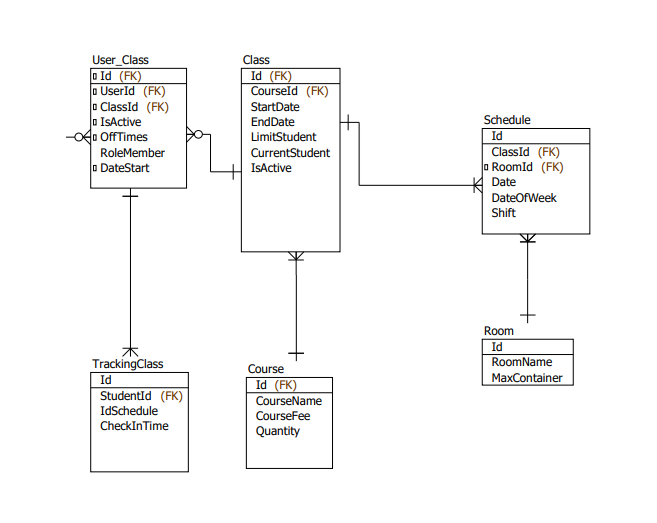 User_Class
Id (FK)
UserId (FK)
ClassId (FK)
IsActive
OffTimes
RoleMember
DateStart
Class
Id (FK)
CourseId (FK)
StartDate
EndDate
LimitStudent
CurrentStudent
IsActive
Schedule
Id
ClassId (FK)
RoomId (FK)
Date
DateOfWeek
Shift
TrackingClass
Id
StudentId (FK)
IdSchedule
CheckInTime
Course
Id (FK)
CourseName
CourseFee
Quantity
Room
Id
RoomName
MaxContainer